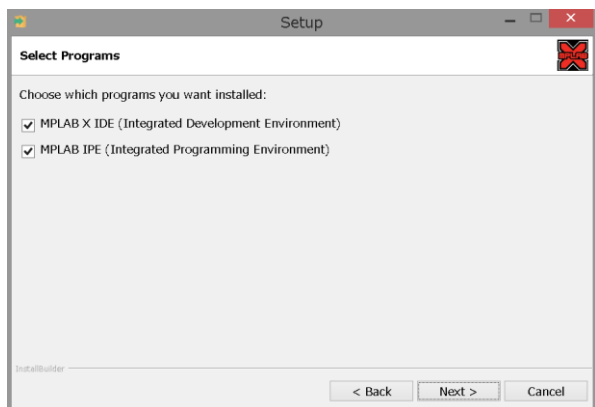 Setup
Select Programs
MPLAB
Choose which programs you want installed:
MPLAB X IDE (Integrated Development Environment)
MPLAB IPE (Integrated Programming Environment)
InstallBuilder
< Back Next > Cancel